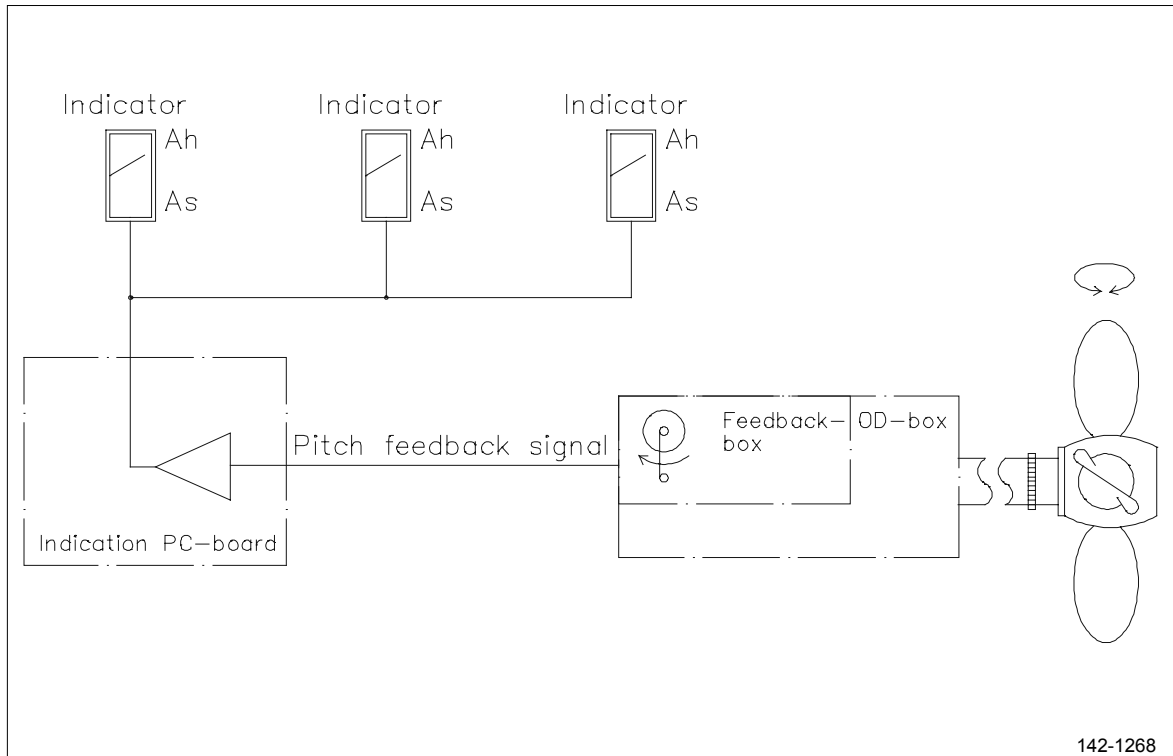 Indicator Indicator Indicator
Ah Ah Ah
As As As
Feedback- OD-box
box
Pitch feedback signal
Indication PC-board
142-1268